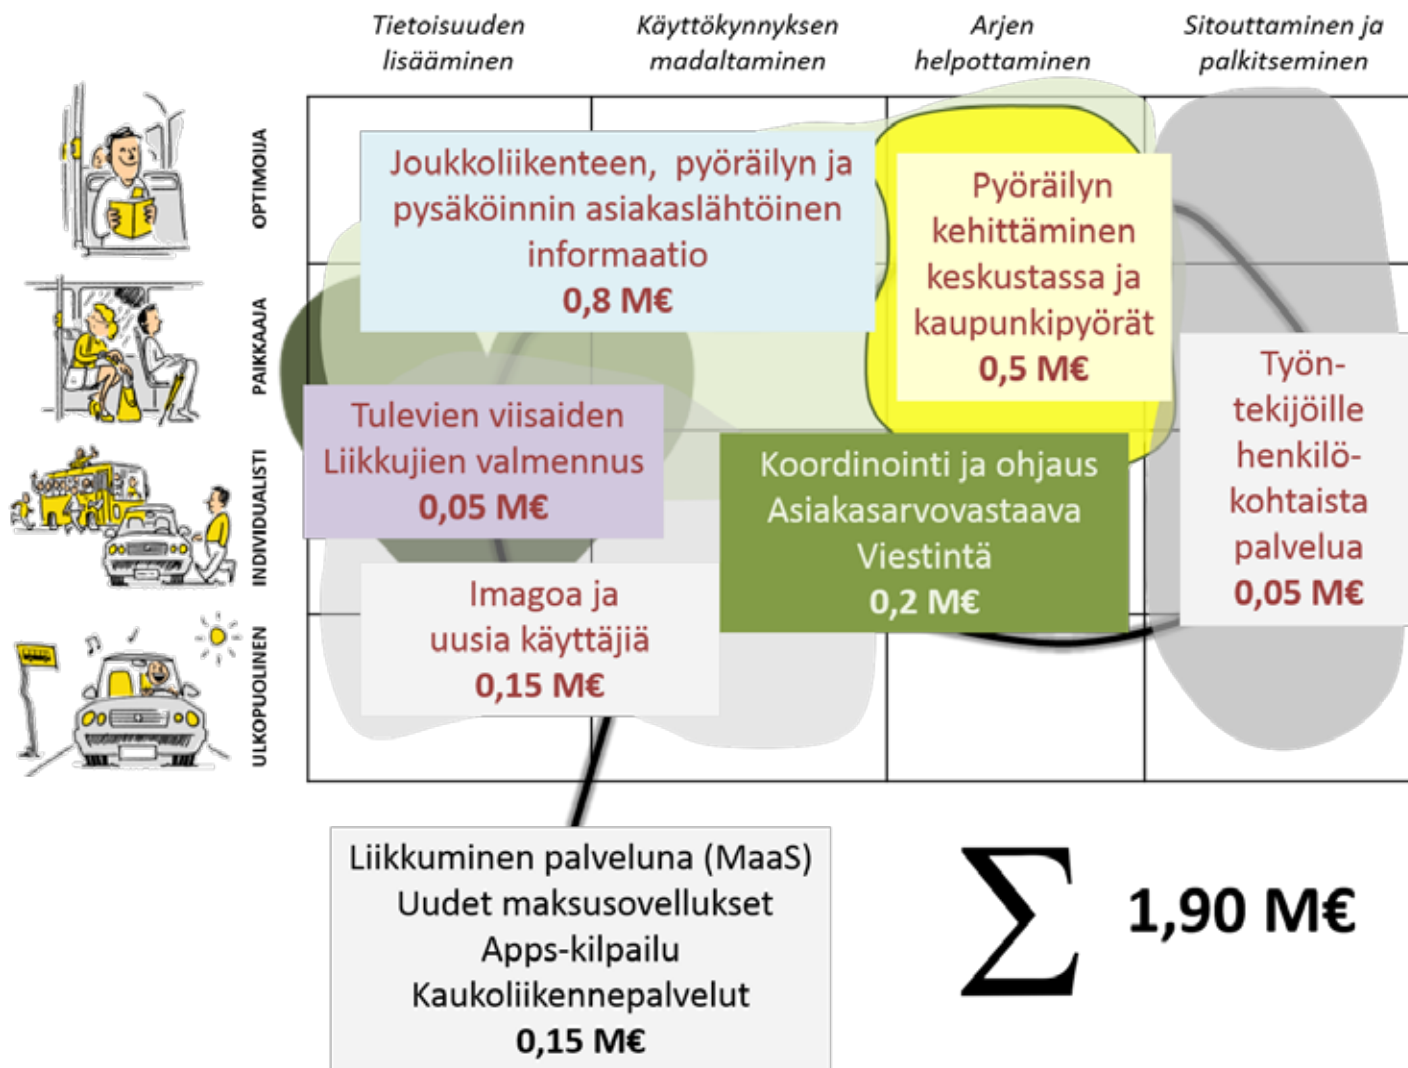 Tietoisuuden
lisääminen
Käyttökynnyksen
madaltaminen
Arjen
helpottaminen
Sitouttaminen ja
palkitseminen
OPTIMOIJA
PAIKKAAJA
INDIVIDUALISTI
ULKOPUOLINEN
Joukkoliikenteen, pyöräilyn ja
pysäköinnin asiakaslähtöinen
informaatio
0,8 M€
Pyöräilyn
kehittäminen
keskustassa ja
kaupunkipyörät
0,5 M€
Työn-
tekijöille
henkilö-
kohtaista
palvelua
0,05 M€
Tulevien viisaiden
Liikkujien valmennus
0,05 M€
Koordinointi ja ohjaus
Asiakasarvovastaava
Viestintä
0,2 M€
Imagoa ja
uusia käyttäjiä
0,15 M€
Liikkuminen palveluna (MaaS)
Uudet maksusovellukset
Apps-kilpailu
Kaukoliikennepalvelut
0,15 M€
Σ 1,90 M€